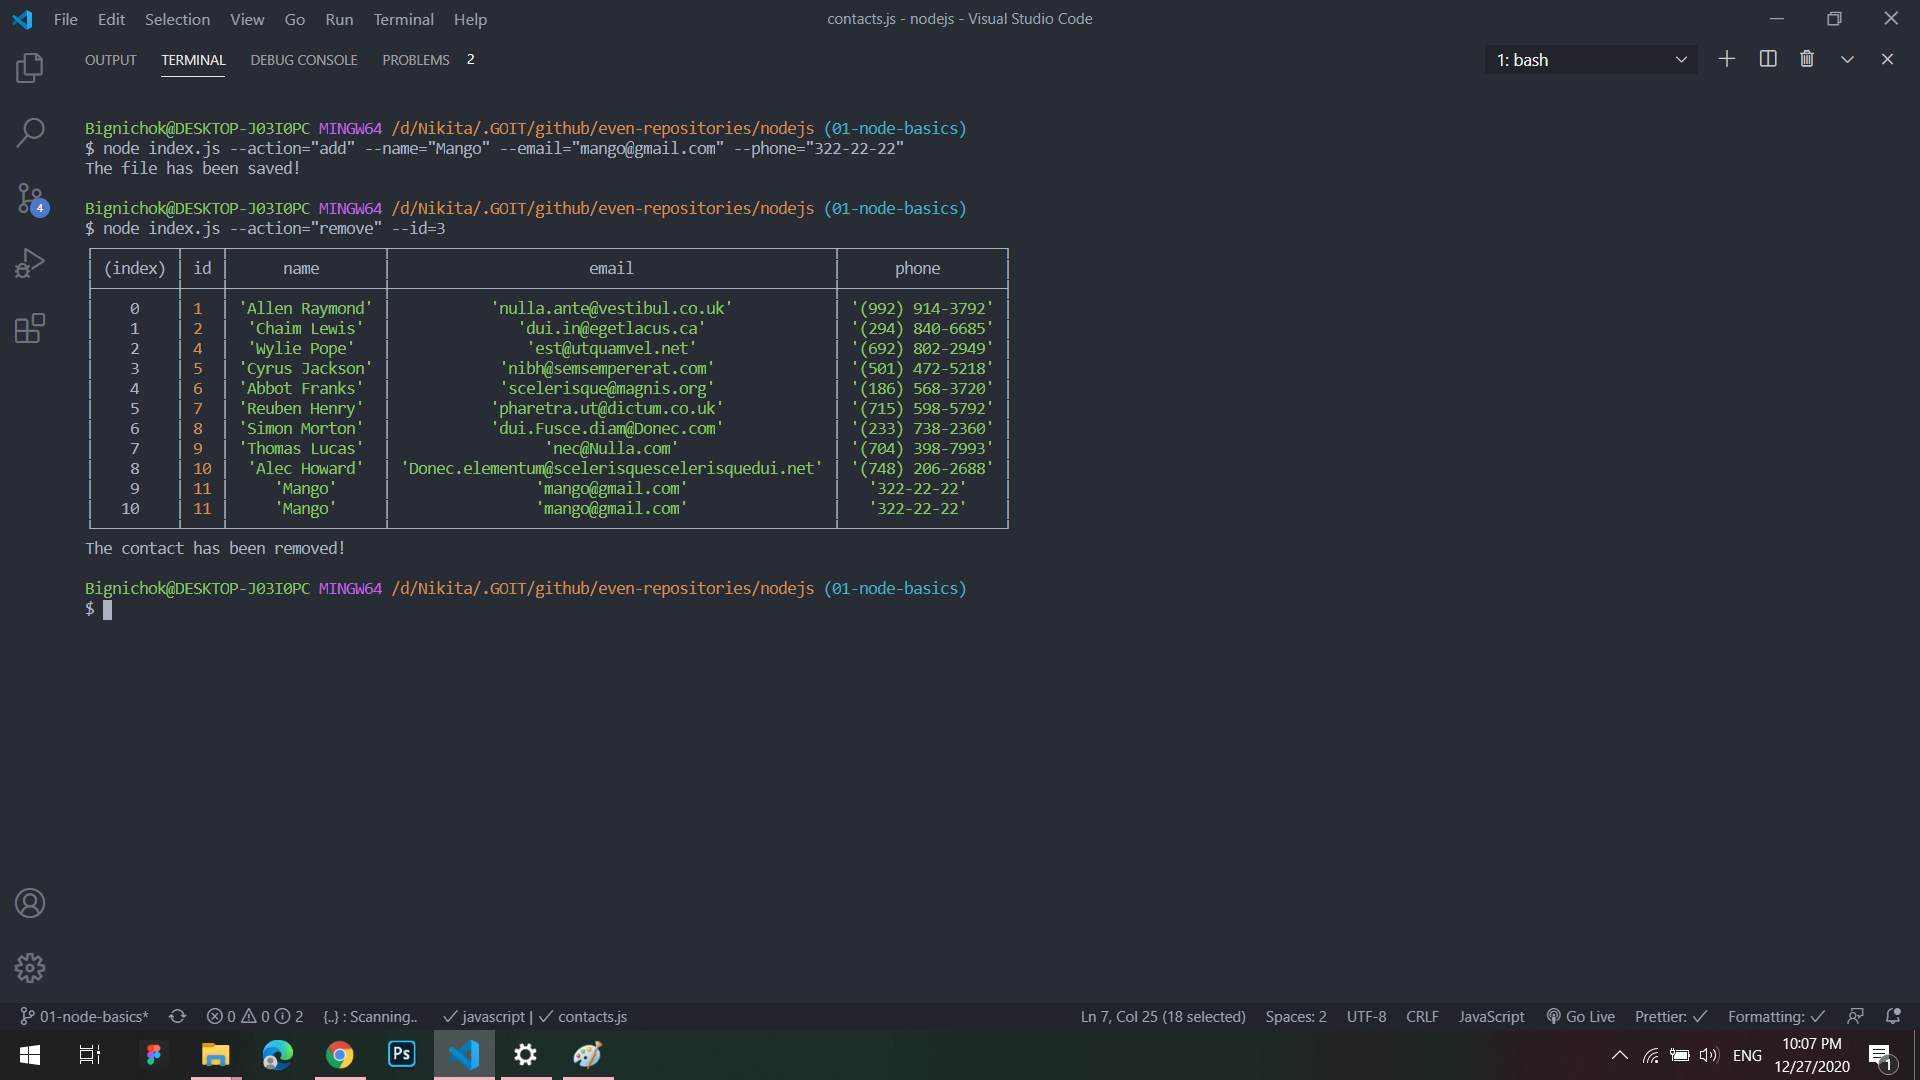 File Edit Selection View Go Run Terminal Help
contacts.js - nodejs - Visual Studio Code
OUTPUT TERMINAL DEBUG CONSOLE PROBLEMS 2
1: bash
Bignichok@DESKTOP-J03I0PC MINGW64 /d/Nikita/.GOIT/github/even-repositories/nodejs (01-node-basics)
$ node index.js --action="add" --name="Mango" --email="mango@gmail.com" --phone="322-22-22"
The file has been saved!
Bignichok@DESKTOP-J03I0PC MINGW64 /d/Nikita/.GOIT/github/even-repositories/nodejs (01-node-basics)
$ node index.js --action="remove" --id=3
(index) id name email phone
0 1 'Allen Raymond' 'nulla.ante@vestibul.co.uk' '(992) 914-3792'
1 2 'Chaim Lewis' 'dui.in@egetlacus.ca' '(294) 840-6685'
2 4 'Wylie Pope' 'est@utquamvel.net' '(692) 802-2949'
3 5 'Cyrus Jackson' 'nibh@semsempererat.com' '(501) 472-5218'
4 6 'Abbot Franks' 'scelerisque@magnis.org' '(186) 568-3720'
5 7 'Reuben Henry' 'pharetra.ut@dictum.co.uk' '(715) 598-5792'
6 8 'Simon Morton' 'dui.Fusce.diam@Donec.com' '(233) 738-2360'
7 9 'Thomas Lucas' 'nec@Nulla.com' '(704) 398-7993'
8 10 'Alec Howard' 'Donec.elementum@scelerisquescelerisquedui.net' '(748) 206-2688'
9 11 'Mango' 'mango@gmail.com' '322-22-22'
10 11 'Mango' 'mango@gmail.com' '322-22-22'
The contact has been removed!
Bignichok@DESKTOP-J03I0PC MINGW64 /d/Nikita/.GOIT/github/even-repositories/nodejs (01-node-basics)
$
4
01-node-basics* 0 0 2 {..} : Scanning.. javascript | contacts.js
Ln 7, Col 25 (18 selected) Spaces: 2 UTF-8 CRLF JavaScript Go Live Prettier: Formatting:
Ps
ENG
10:07 PM
12/27/2020
1